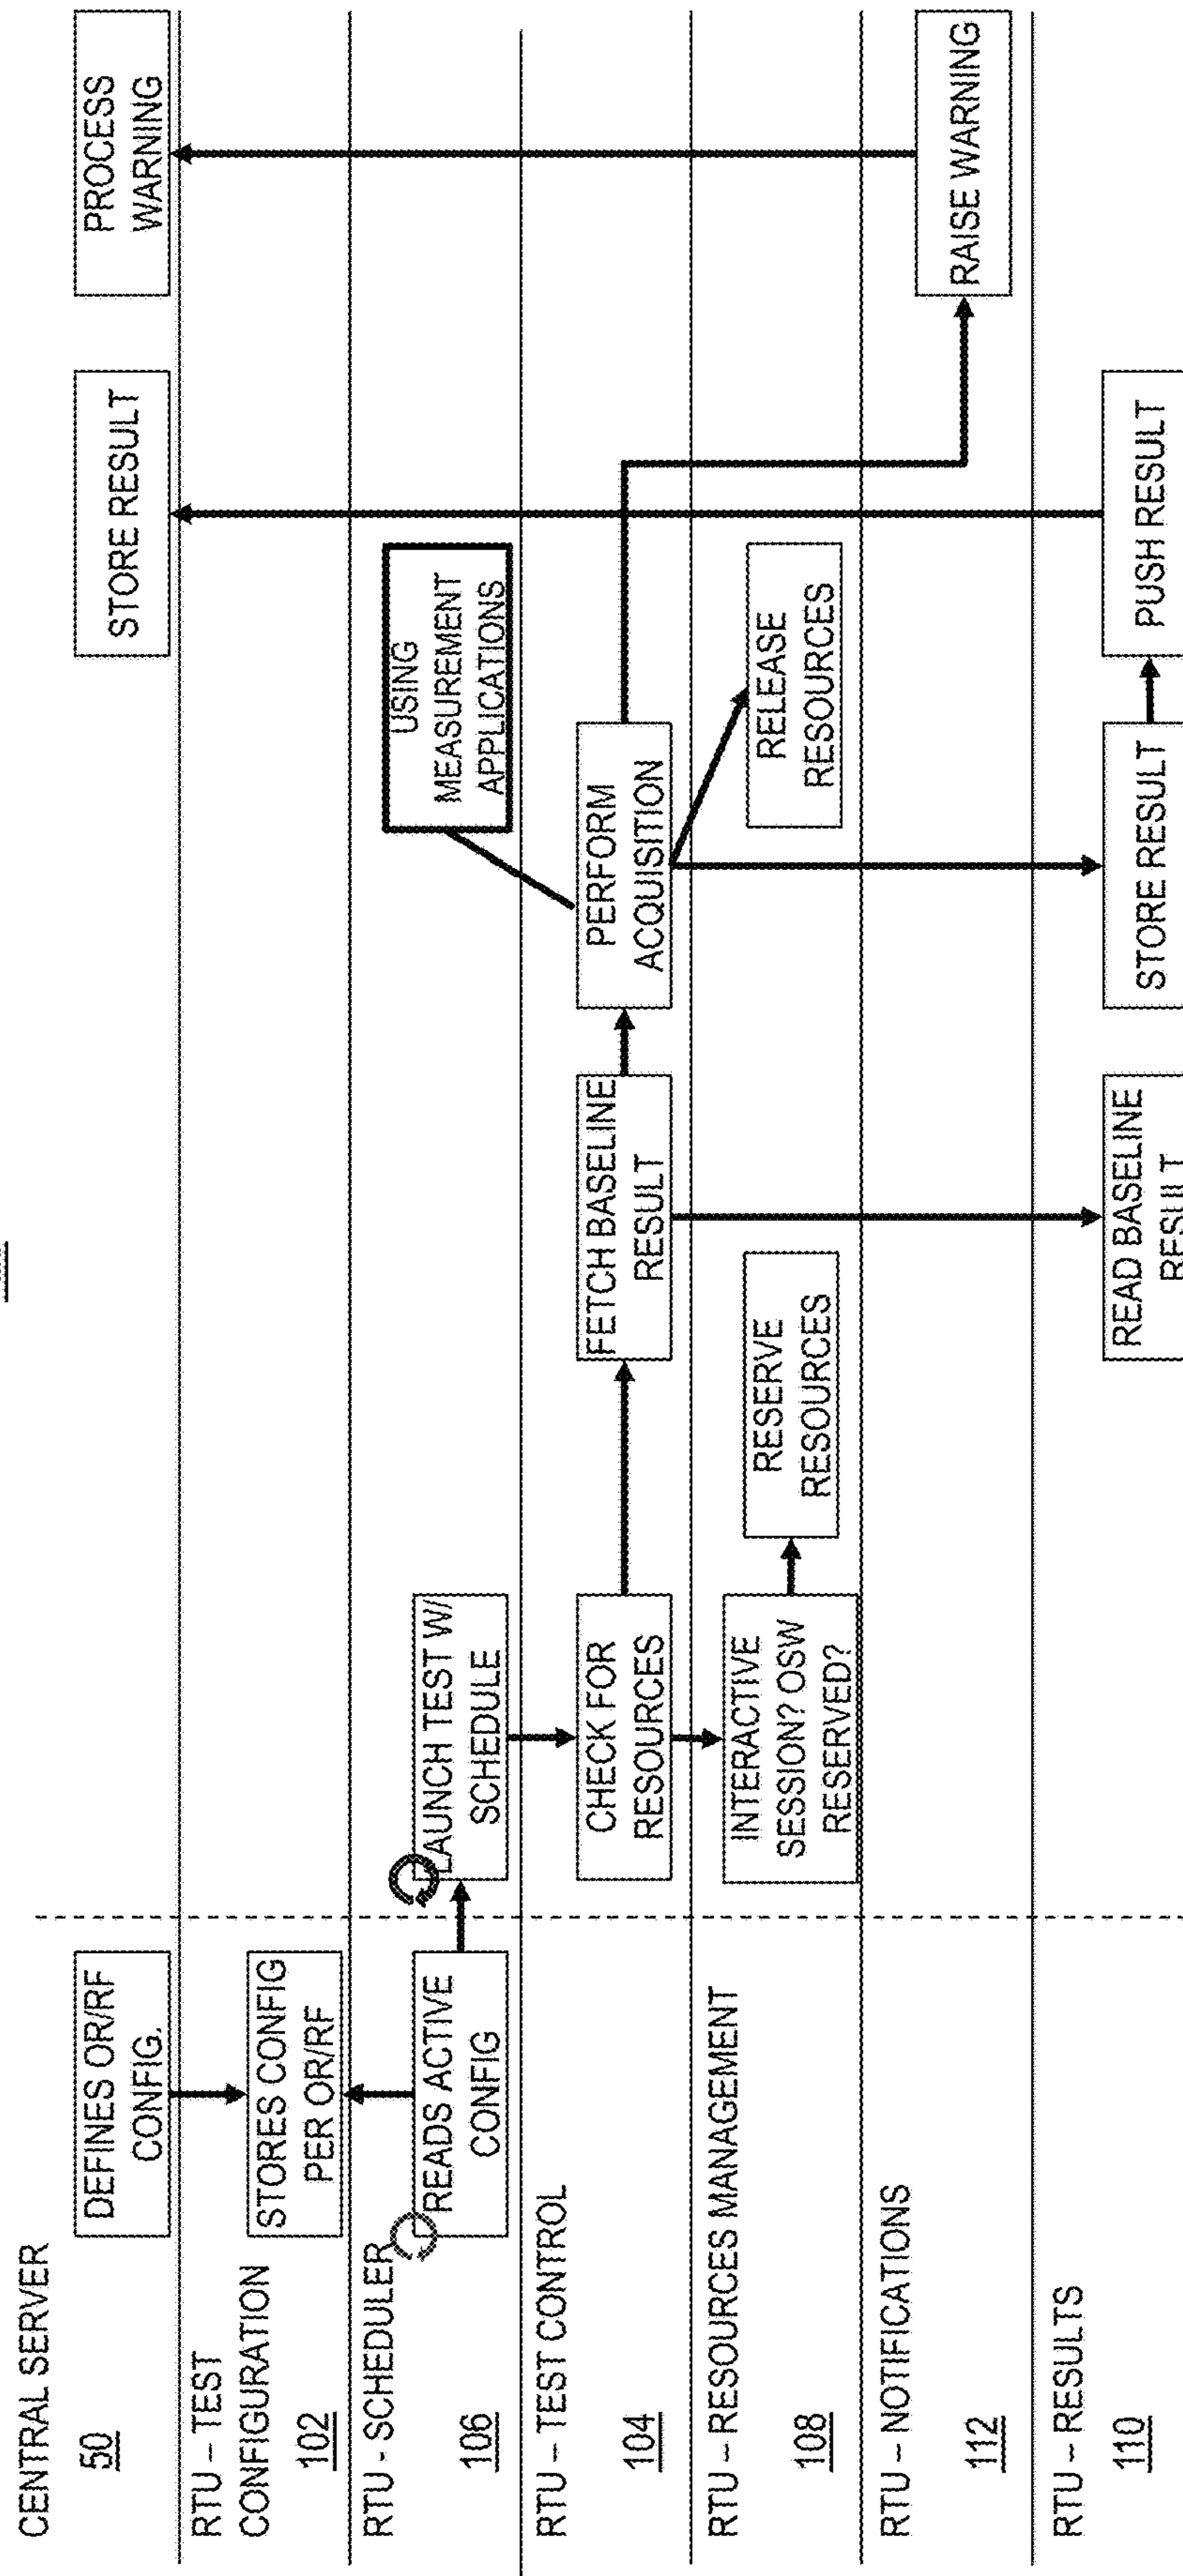 CENTRAL SERVER
50
DEFINES OR/RF
CONFIG.
STORE RESULT
PROCESS
WARNING
RTU – TEST
CONFIGURATION
102
STORES CONFIG
PER OR/RF
RTU - SCHEDULER
106
READS ACTIVE
CONFIG
LAUNCH TEST W/
SCHEDULE
USING
MEASUREMENT
APPLICATIONS
RTU – TEST CONTROL
104
CHECK FOR
RESOURCES
FETCH BASELINE
RESULT
PERFORM
ACQUISITION
RTU – RESOURCES MANAGEMENT
108
INTERACTIVE
SESSION? OSW
RESERVED?
RESERVE
RESOURCES
RELEASE
RESOURCES
RTU – NOTIFICATIONS
112
RAISE WARNING
RTU – RESULTS
110
READ BASELINE
RESULT
STORE RESULT
PUSH RESULT